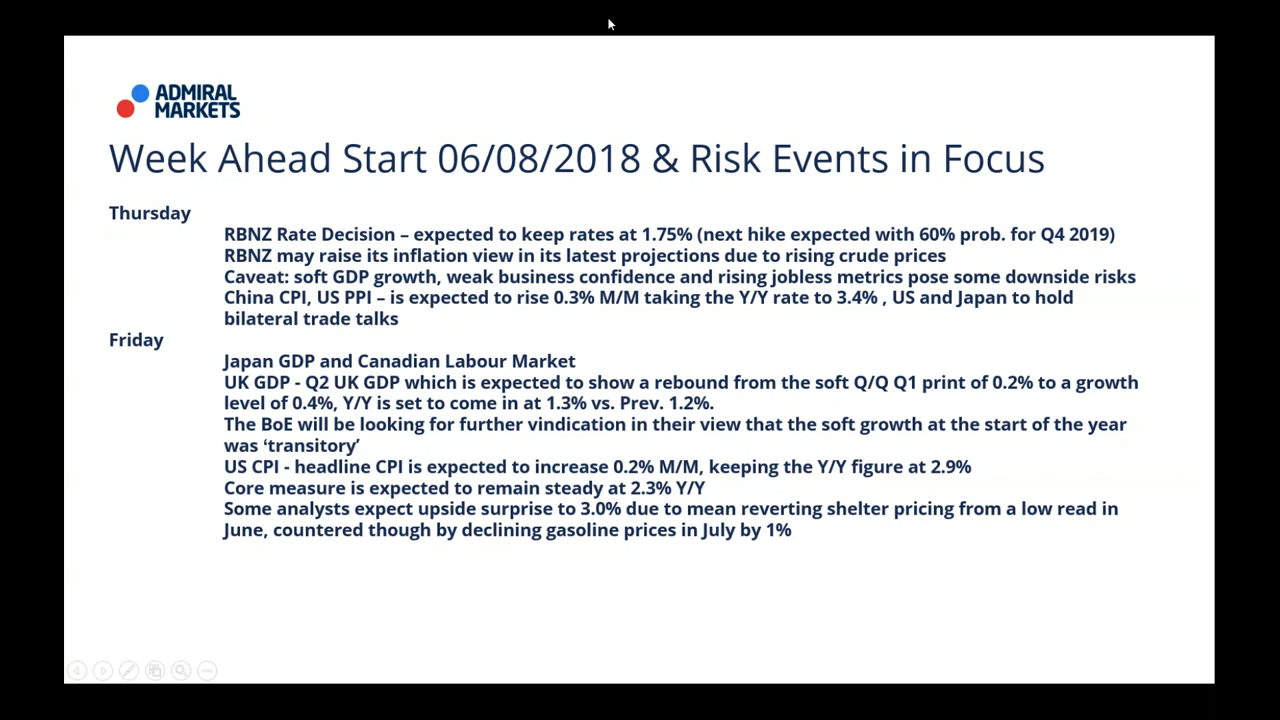 ADMIRAL
MARKETS
Week Ahead Start 06/08/2018 & Risk Events in Focus
Thursday
RBNZ Rate Decision – expected to keep rates at 1.75% (next hike expected with 60% prob. for Q4 2019)
RBNZ may raise its inflation view in its latest projections due to rising crude prices
Caveat: soft GDP growth, weak business confidence and rising jobless metrics pose some downside risks
China CPI, US PPI – is expected to rise 0.3% M/M taking the Y/Y rate to 3.4% , US and Japan to hold
bilateral trade talks
Friday
Japan GDP and Canadian Labour Market
UK GDP - Q2 UK GDP which is expected to show a rebound from the soft Q/Q Q1 print of 0.2% to a growth
level of 0.4%, Y/Y is set to come in at 1.3% vs. Prev. 1.2%.
The BoE will be looking for further vindication in their view that the soft growth at the start of the year
was ‘transitory’
US CPI - headline CPI is expected to increase 0.2% M/M, keeping the Y/Y figure at 2.9%
Core measure is expected to remain steady at 2.3% Y/Y
Some analysts expect upside surprise to 3.0% due to mean reverting shelter pricing from a low read in
June, countered though by declining gasoline prices in July by 1%